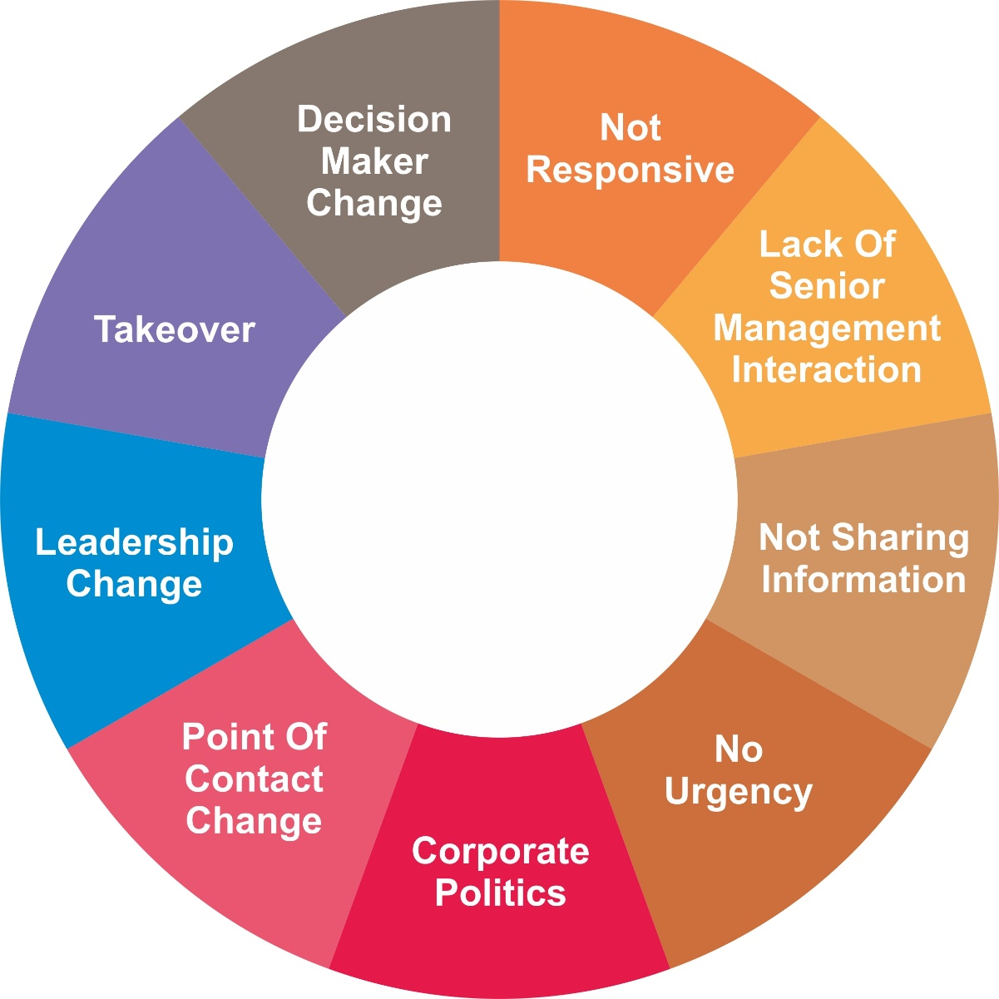 Not
Responsive
Lack Of
Senior
Management
Interaction
Not Sharing
Information
No
Urgency
Corporate
Politics
Point Of
Contact
Change
Leadership
Change
Takeover
Decision
Maker
Change